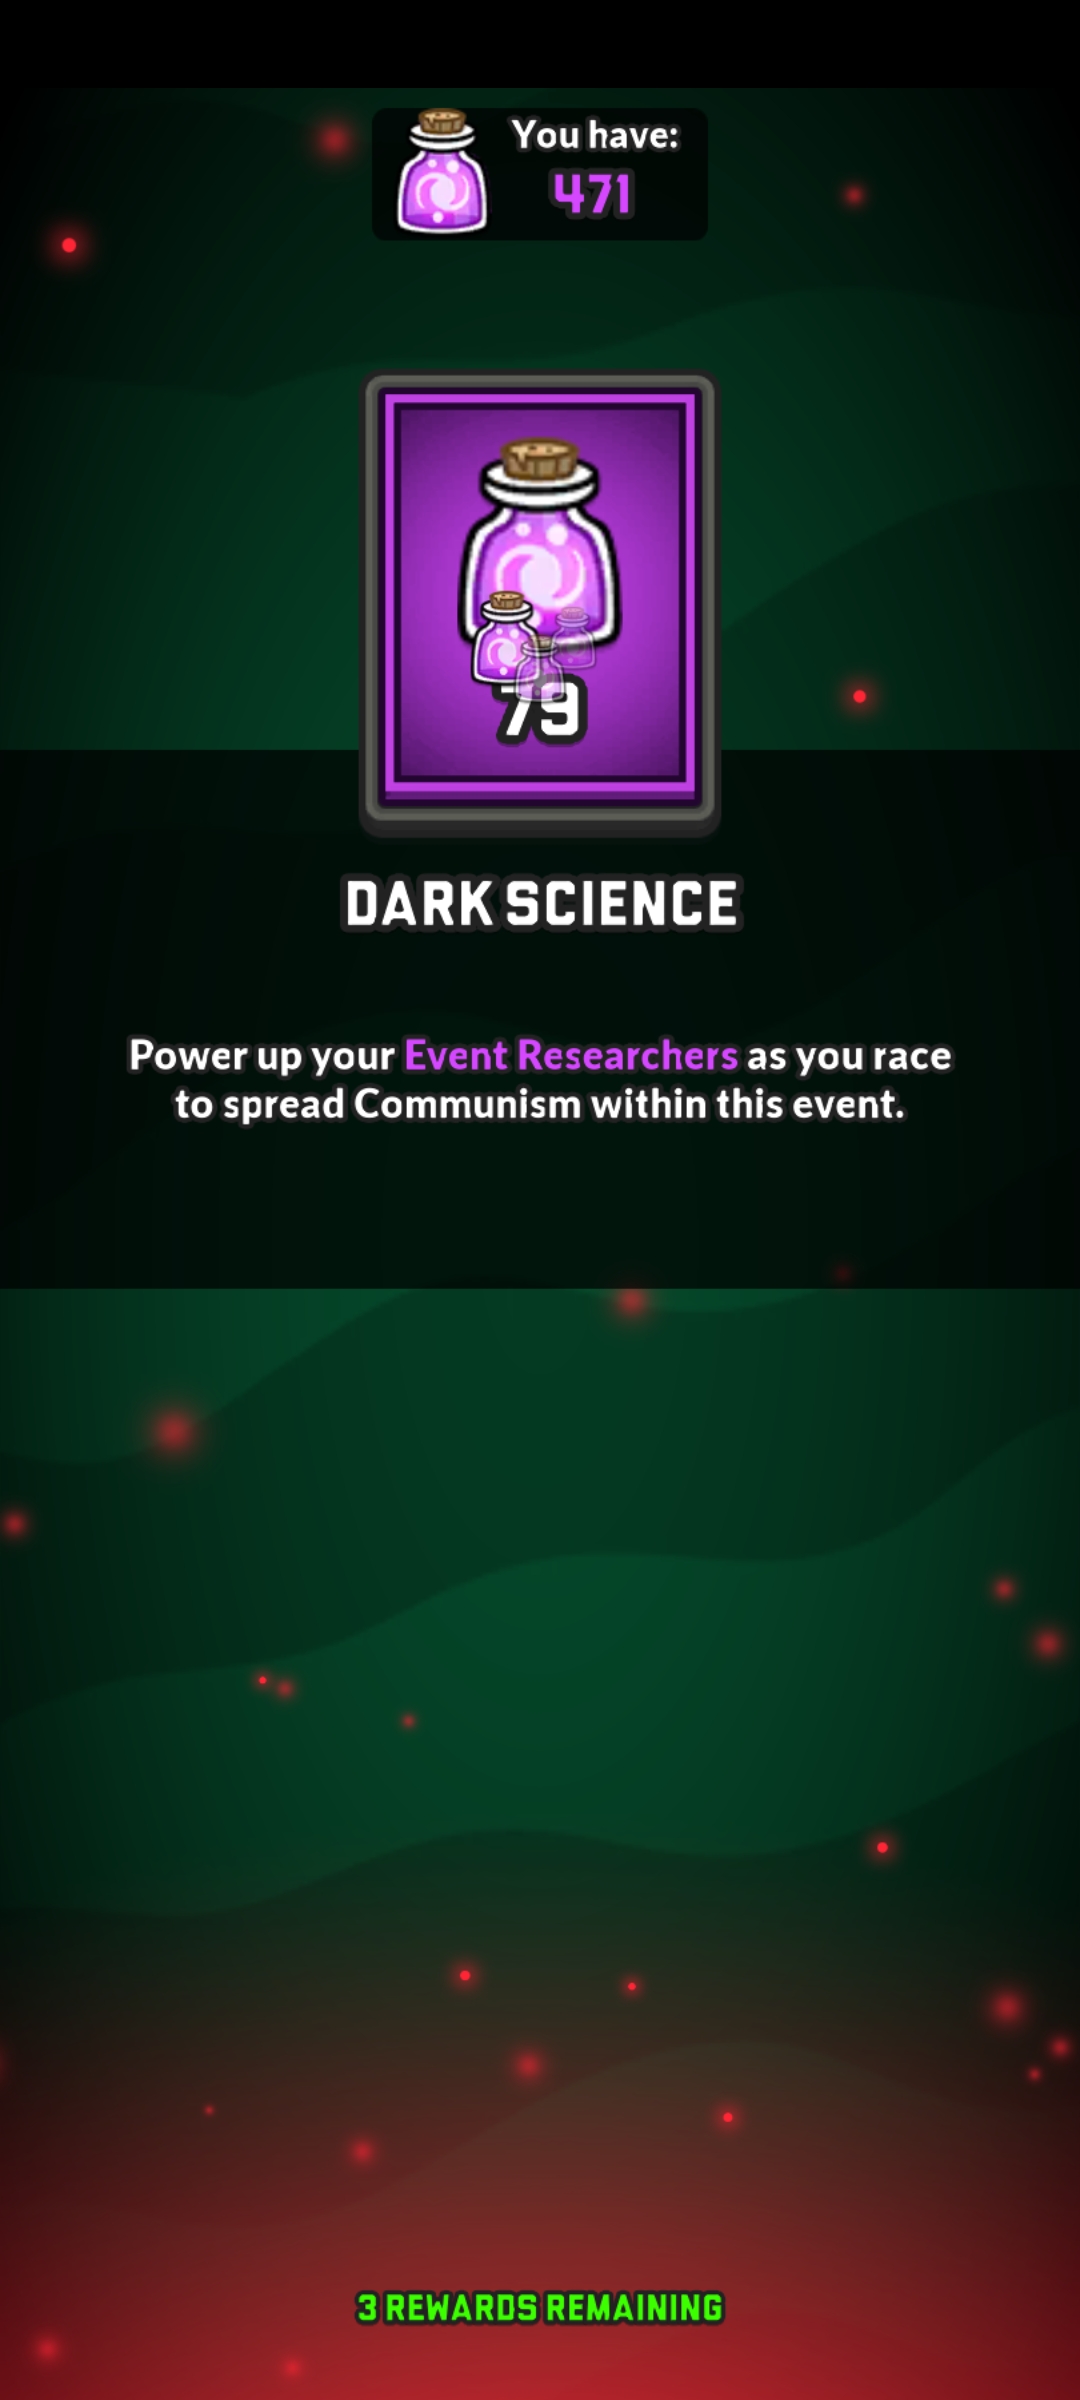 You have:
471
79
DARK SCIENCE
Power up your Event Researchers as you race
to spread Communism within this event.
3 REWARDS REMAINING